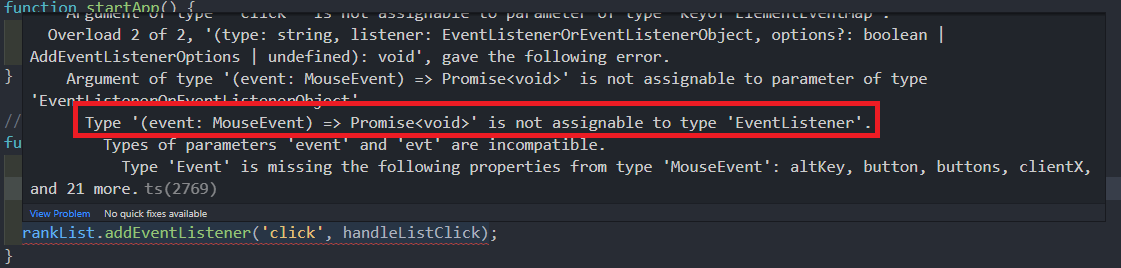 function startApp() {
Argument of type '"click"' is not assignable to parameter of type 'keyof ElementEventMap'.
Overload 2 of 2, '(type: string, listener: EventListenerOrEventListenerObject, options?: boolean |
AddEventListenerOptions | undefined): void', gave the following error.
}
Argument of type '(event: MouseEvent) => Promise<void>' is not assignable to parameter of type
'EventListenerOrEventListenerObject'.
// Type '(event: MouseEvent) => Promise<void>' is not assignable to type 'EventListener'.
fu Types of parameters 'event' and 'evt' are incompatible.
Type 'Event' is missing the following properties from type 'MouseEvent': altKey, button, buttons, clientX,
and 21 more. ts(2769)
View Problem No quick fixes available
rankList.addEventListener('click', handleListClick);
}